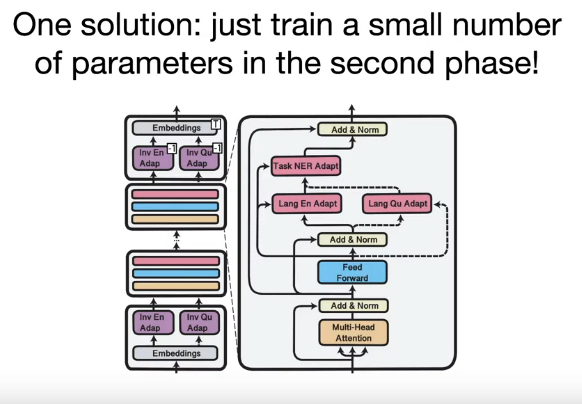 One solution: just train a small number
of parameters in the second phase!
Embeddings
T
Inv En
Adap
-1
Inv Qu
Adap
-1
Inv En
Adap
Inv Qu
Adap
Embeddings
Add & Norm
Task NER Adapt
Lang En Adapt
Lang Qu Adapt
Add & Norm
Feed
Forward
Add & Norm
Multi-Head
Attention